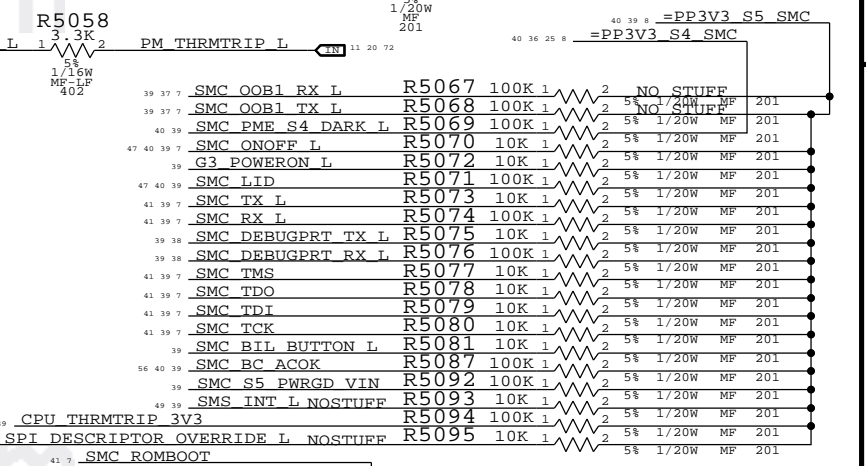 5%
1/20W
MF
201
R5058
3.3K
L 1 2 PM_THRMTRIP_L IN 11 20 72
5%
1/16W
MF-LF
402
40 39 8 =PP3V3_S5_SMC
40 36 25 8 =PP3V3_S4_SMC
39 37 7 SMC_OOB1_RX_L R5067 100K 1 2 NO STUFF
5% 1/20W MF 201
39 37 7 SMC_OOB1_TX_L R5068 100K 1 2 NO STUFF
5% 1/20W MF 201
40 39 SMC_PME_S4_DARK_L R5069 100K 1 2
5% 1/20W MF 201
47 40 39 7 SMC_ONOFF_L R5070 10K 1 2
5% 1/20W MF 201
39 G3_POWERON_L R5072 10K 1 2
5% 1/20W MF 201
47 40 39 SMC_LID R5071 100K 1 2
5% 1/20W MF 201
41 39 7 SMC_TX_L R5073 10K 1 2
5% 1/20W MF 201
41 39 7 SMC_RX_L R5074 100K 1 2
5% 1/20W MF 201
39 38 SMC_DEBUGPRT_TX_L R5075 10K 1 2
5% 1/20W MF 201
39 38 SMC_DEBUGPRT_RX_L R5076 100K 1 2
5% 1/20W MF 201
41 39 7 SMC_TMS R5077 10K 1 2
5% 1/20W MF 201
41 39 7 SMC_TDO R5078 10K 1 2
5% 1/20W MF 201
41 39 7 SMC_TDI R5079 10K 1 2
5% 1/20W MF 201
41 39 7 SMC_TCK R5080 10K 1 2
5% 1/20W MF 201
39 SMC_BIL_BUTTON_L R5081 10K 1 2
5% 1/20W MF 201
56 40 39 SMC_BC_ACOK R5087 100K 1 2
5% 1/20W MF 201
39 SMC_S5_PWRGD_VIN R5092 100K 1 2
5% 1/20W MF 201
49 39 SMS_INT_L NOSTUFF R5093 10K 1 2
5% 1/20W MF 201
39 CPU_THRMTRIP_3V3 R5094 100K 1 2
5% 1/20W MF 201
SPI_DESCRIPTOR_OVERRIDE_L NOSTUFF R5095 10K 1 2
5% 1/20W MF 201
41 7 SMC_ROMBOOT